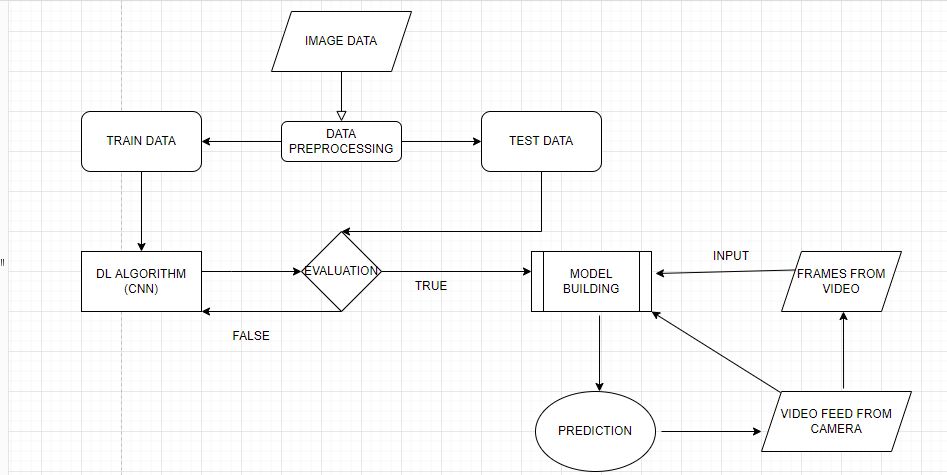 IMAGE DATA
TRAIN DATA
DATA
PREPROCESSING
TEST DATA
DL ALGORITHM
(CNN)
EVALUATION
TRUE
FALSE
MODEL
BUILDING
INPUT
FRAMES FROM
VIDEO
PREDICTION
VIDEO FEED FROM
CAMERA
"